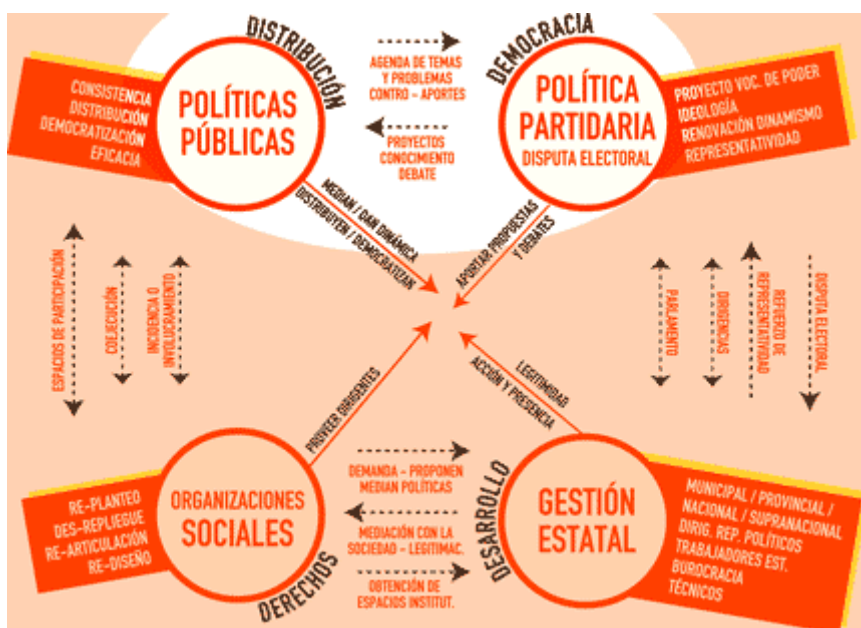 DISTRIBUCIÓN
CONSISTENCIA
DISTRIBUCIÓN
DEMOCRATIZACIÓN
EFICACIA
POLÍTICAS
PÚBLICAS
AGENDA DE TEMAS
Y PROBLEMAS
CONTRO - APORTES
PROYECTOS
CONOCIMIENTO
DEBATE
DEMOCRACIA
POLÍTICA
PARTIDARIA
DISPUTA ELECTORAL
PROYECTO VOC. DE PODER
IDEOLOGÍA
RENOVACIÓN DINAMISMO
REPRESENTATIVIDAD
MEDIAN / DAN DINÁMICA
DISTRIBUYEN / DEMOCRATIZAN
APORTAR PROPUESTAS
Y DEBATES
ESPACIOS DE PARTICIPACIÓN
COEJECUCIÓN
INCIDENCIA O
INVOLUCRAMIENTO
PARLAMENTO
DIRIGENCIAS
REFUERZO DE
REPRESENTATIVIDAD
DISPUTA ELECTORAL
PROVEER DIRIGENTES
LEGITIMIDAD
ACCIÓN Y PRESENCIA
RE-PLANTEO
DES-REPLIEGUE
RE-ARTICULACIÓN
RE-DISEÑO
ORGANIZACIONES
SOCIALES
DERECHOS
DEMANDA - PROPONEN
MEDIAN POLÍTICAS
MEDIACIÓN CON LA
SOCIEDAD - LEGITIMAC.
OBTENCIÓN DE
ESPACIOS INSTITUT.
DESARROLLO
GESTIÓN
ESTATAL
MUNICIPAL / PROVINCIAL /
NACIONAL / SUPRANACIONAL
DIRIG. REP. POLÍTICOS
TRABAJADORES EST.
BUROCRACIA
TÉCNICOS